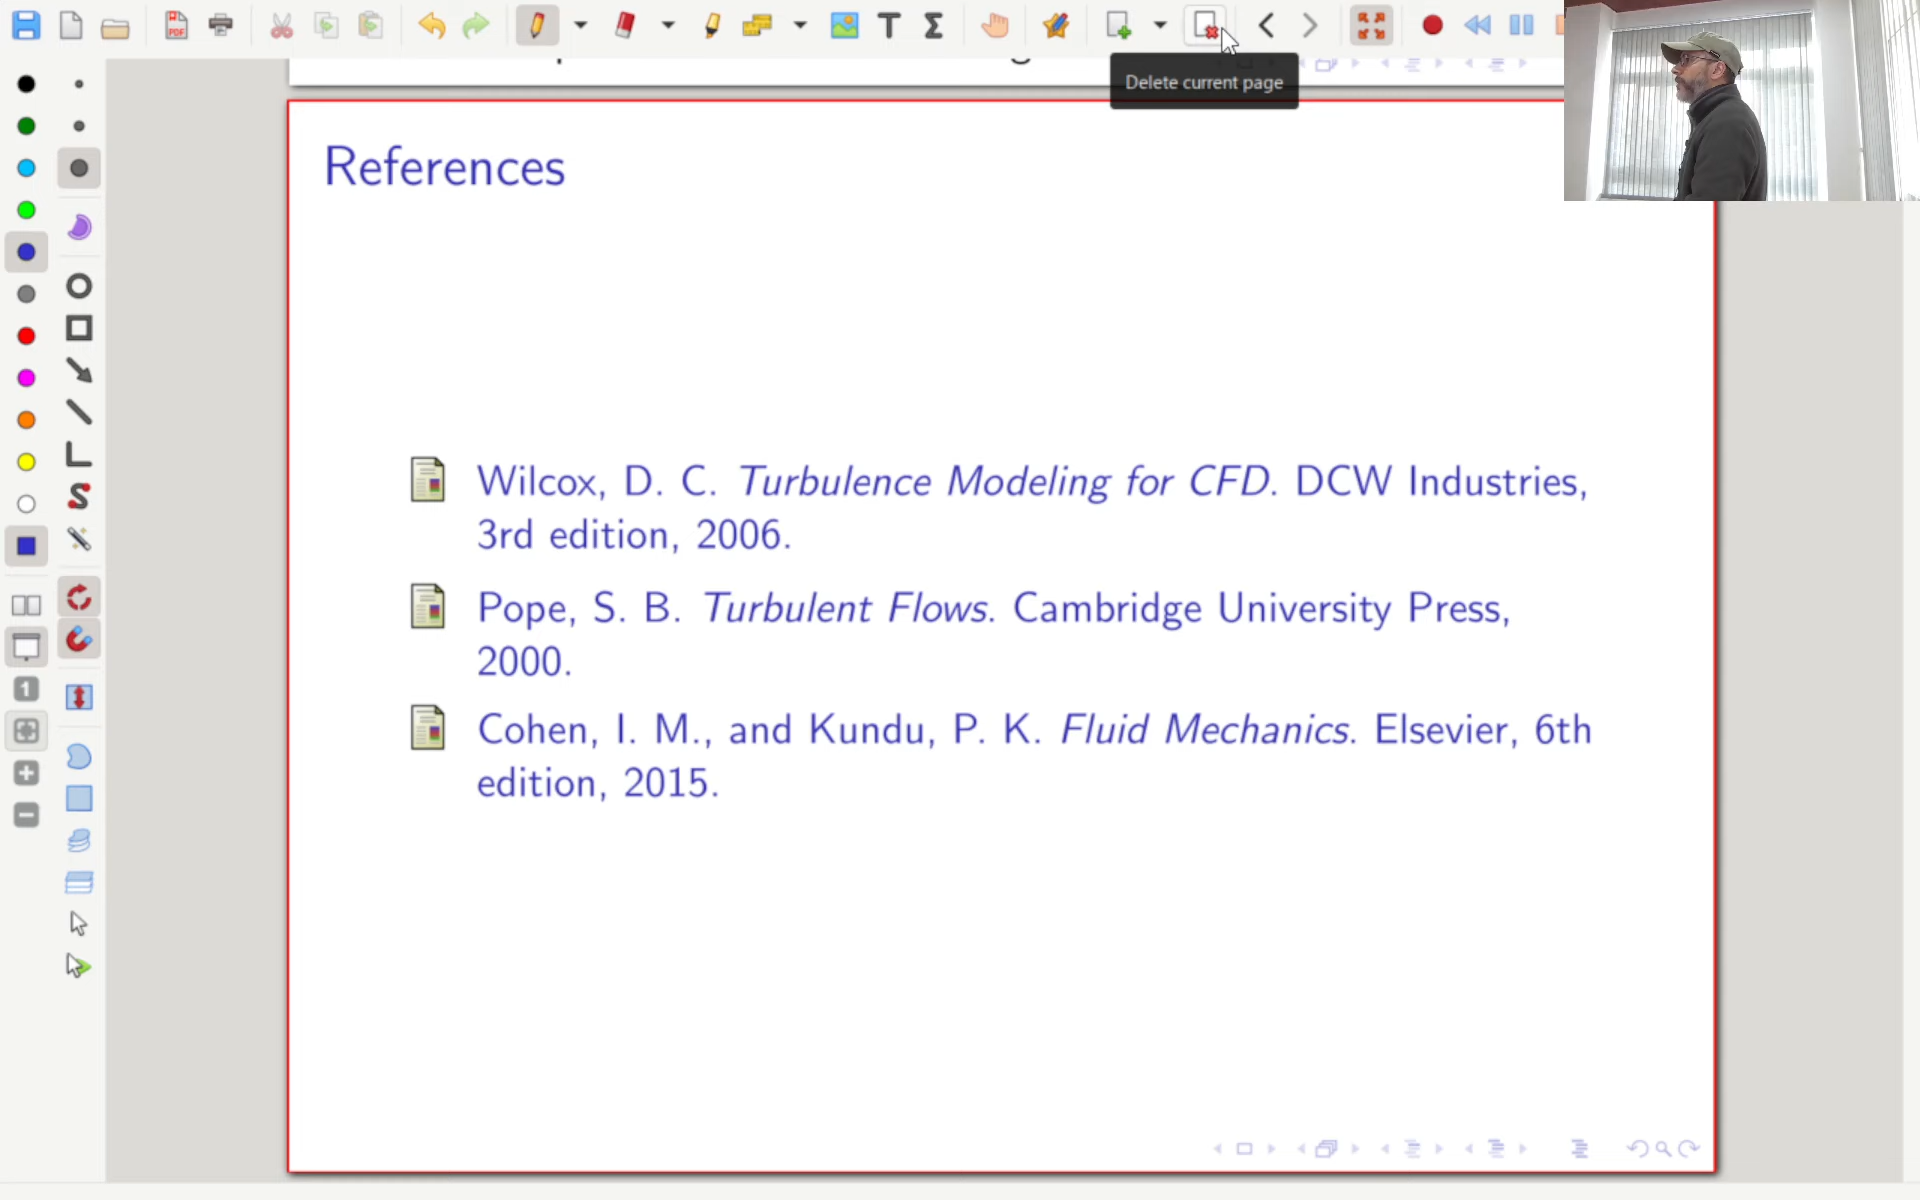 Delete current page
References
Wilcox, D. C. Turbulence Modeling for CFD. DCW Industries,
3rd edition, 2006.
Pope, S. B. Turbulent Flows. Cambridge University Press,
2000.
Cohen, I. M., and Kundu, P. K. Fluid Mechanics. Elsevier, 6th
edition, 2015.